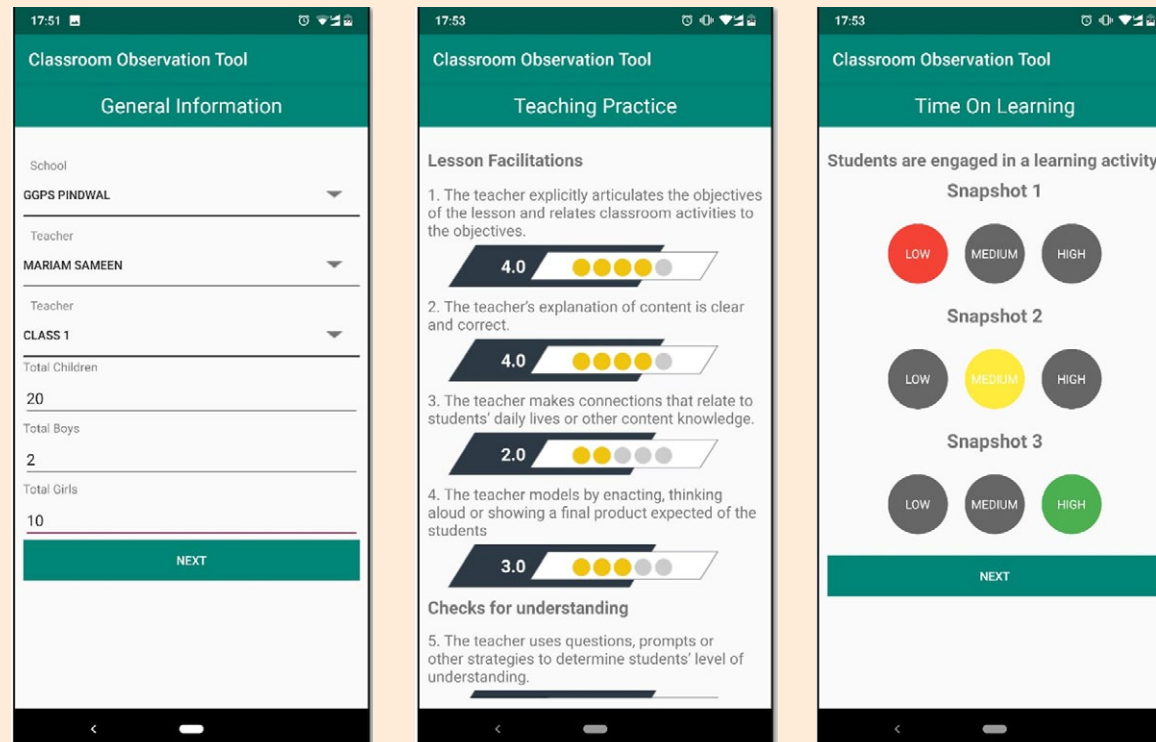 17:51
Classroom Observation Tool
General Information
School
GGPS PINDWAL
Teacher
MARIAM SAMEEN
Teacher
CLASS 1
Total Children
20
Total Boys
2
Total Girls
10
NEXT
17:53
Classroom Observation Tool
Teaching Practice
Lesson Facilitations
1. The teacher explicitly articulates the objectives
of the lesson and relates classroom activities to
the objectives.
4.0
2. The teacher's explanation of content is clear
and correct.
4.0
3. The teacher makes connections that relate to
students' daily lives or other content knowledge.
2.0
4. The teacher models by enacting, thinking
aloud or showing a final product expected of the
students
3.0
Checks for understanding
5. The teacher uses questions, prompts or
other strategies to determine students' level of
understanding.
17:53
Classroom Observation Tool
Time On Learning
Students are engaged in a learning activity
Snapshot 1
LOW MEDIUM HIGH
Snapshot 2
LOW MEDIUM HIGH
Snapshot 3
LOW MEDIUM HIGH
NEXT